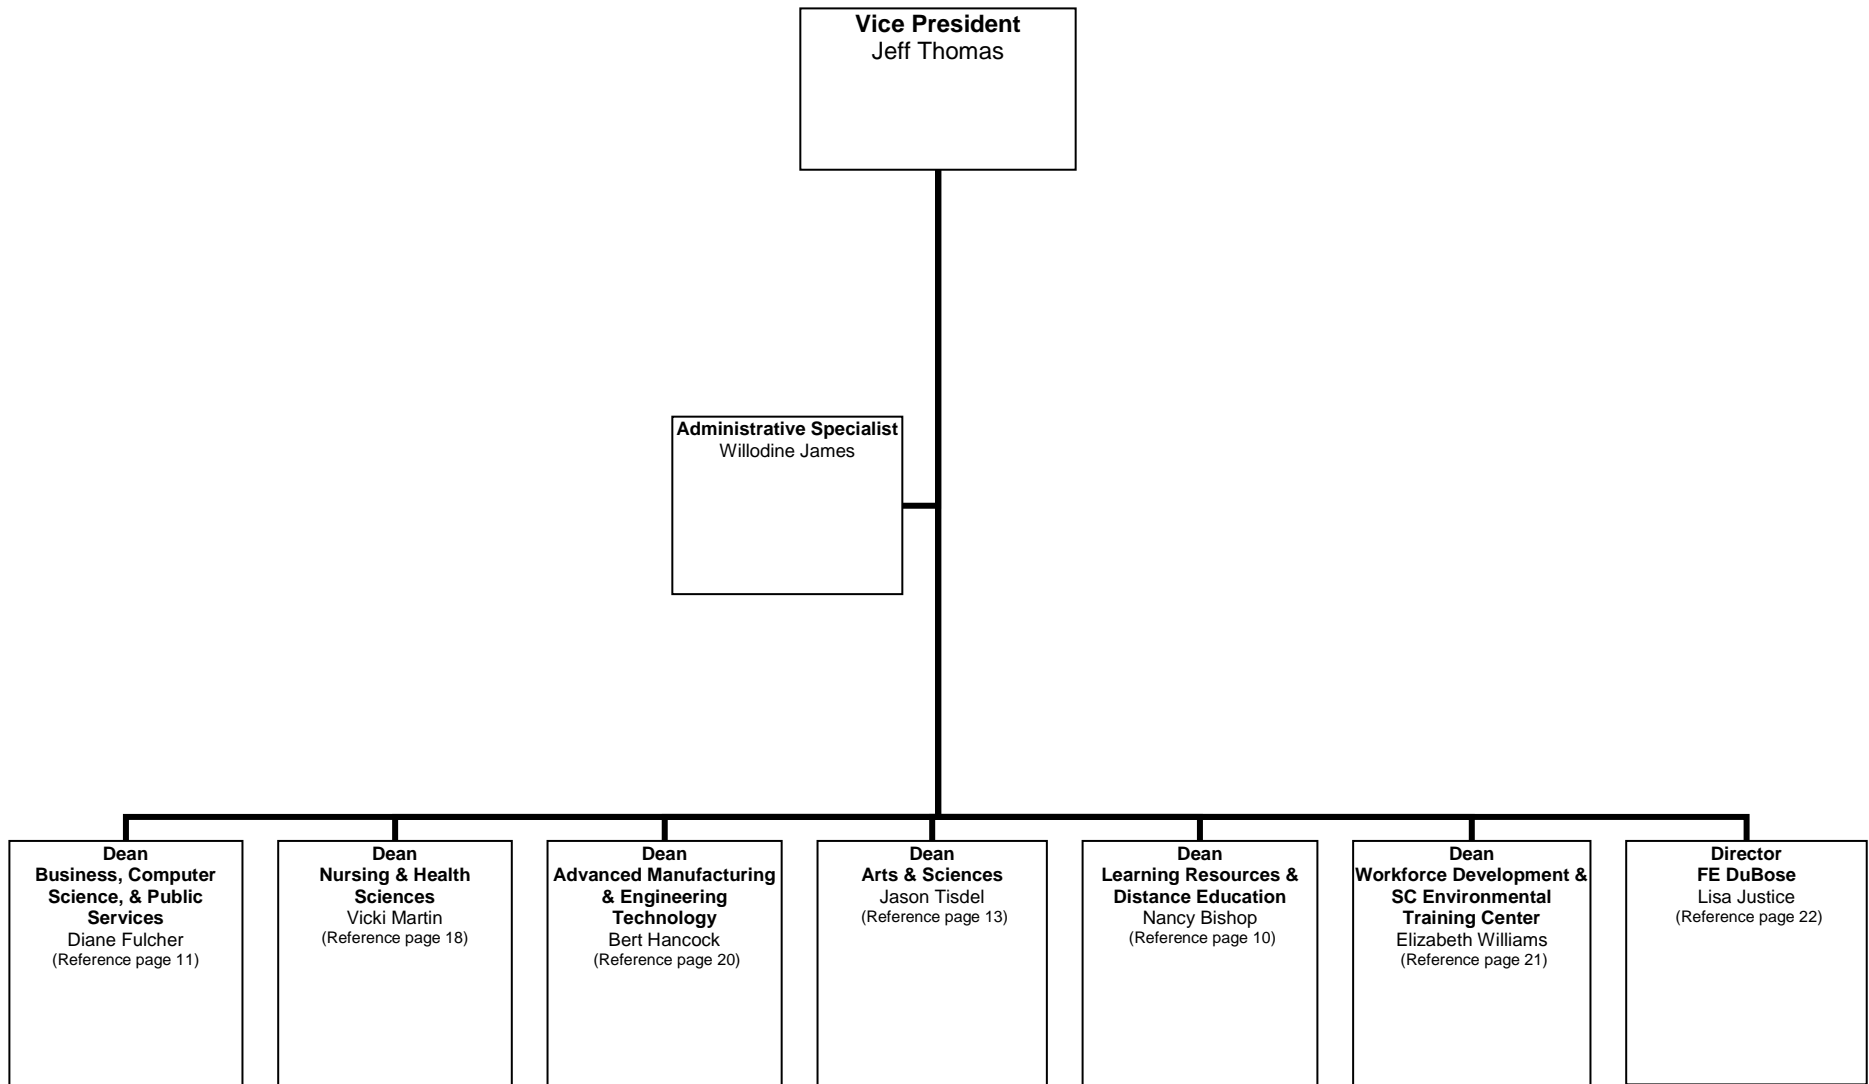 Vice President
Jeff Thomas
Administrative Specialist
Willodine James
Dean
Business, Computer
Science, & Public
Services
Diane Fulcher
(Reference page 11)
Dean
Nursing & Health
Sciences
Vicki Martin
(Reference page 18)
Dean
Advanced Manufacturing
& Engineering
Technology
Bert Hancock
(Reference page 20)
Dean
Arts & Sciences
Jason Tisdel
(Reference page 13)
Dean
Learning Resources &
Distance Education
Nancy Bishop
(Reference page 10)
Dean
Workforce Development &
SC Environmental
Training Center
Elizabeth Williams
(Reference page 21)
Director
FE DuBose
Lisa Justice
(Reference page 22)